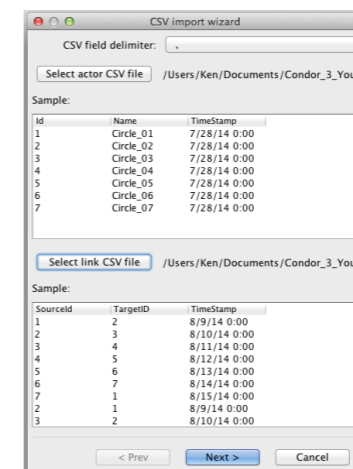 CSV import wizard
CSV field delimiter: ,
Select actor CSV file /Users/Ken/Documents/Condor_3_You
Sample:
Id Name TimeStamp
1 Circle_01 7/28/14 0:00
2 Circle_02 7/28/14 0:00
3 Circle_03 7/28/14 0:00
4 Circle_04 7/28/14 0:00
5 Circle_05 7/28/14 0:00
6 Circle_06 7/28/14 0:00
7 Circle_07 7/28/14 0:00
Select link CSV file /Users/Ken/Documents/Condor_3_You
Sample:
SourceId TargetID TimeStamp
1 2 8/9/14 0:00
2 3 8/10/14 0:00
3 4 8/11/14 0:00
4 5 8/12/14 0:00
5 6 8/13/14 0:00
6 7 8/14/14 0:00
7 1 8/15/14 0:00
2 1 8/9/14 0:00
3 2 8/10/14 0:00
< Prev Next > Cancel